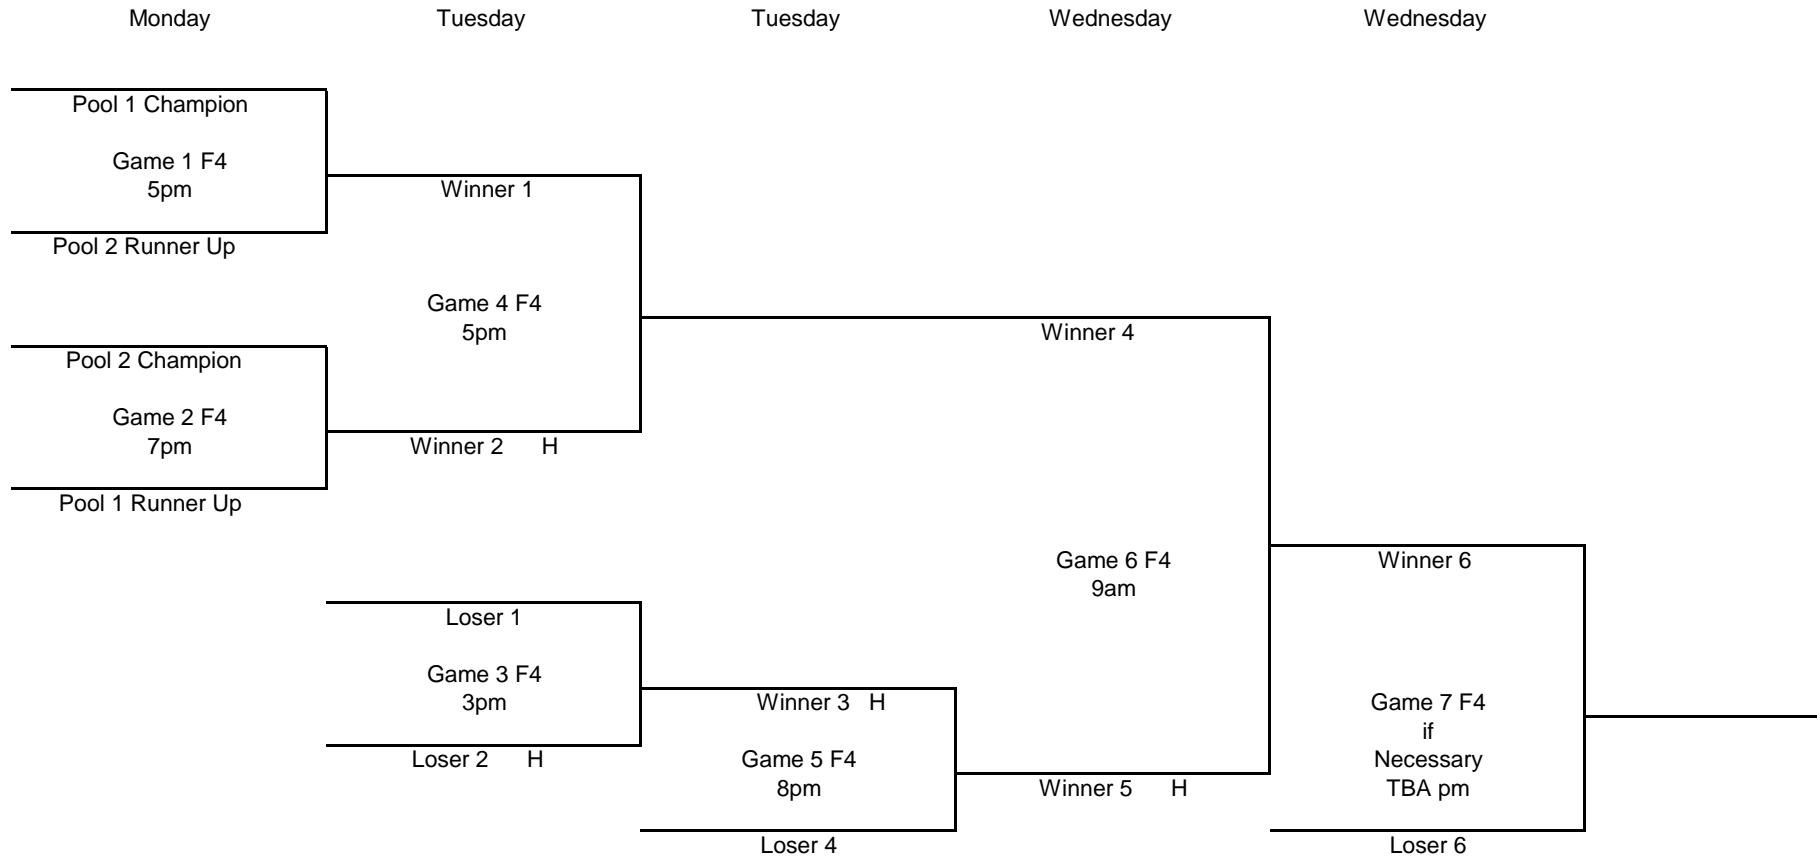 Monday
Tuesday
Tuesday
Wednesday
Wednesday
Pool 1 Champion
Game 1 F4
5pm
Pool 2 Runner Up
Winner 1
Game 4 F4
5pm
Winner 4
Pool 2 Champion
Game 2 F4
7pm
Pool 1 Runner Up
Winner 2 H
Game 6 F4
9am
Winner 6
Loser 1
Game 3 F4
3pm
Loser 2 H
Winner 3 H
Game 5 F4
8pm
Loser 4
Winner 5 H
Game 7 F4
if
Necessary
TBA pm
Loser 6